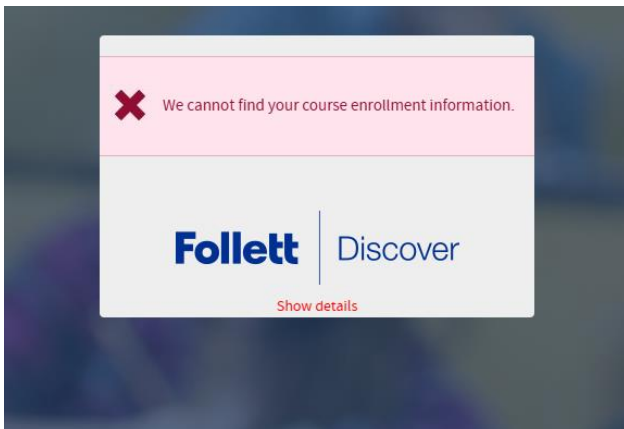 We cannot find your course enrollment information.
Follett Discover
Show details